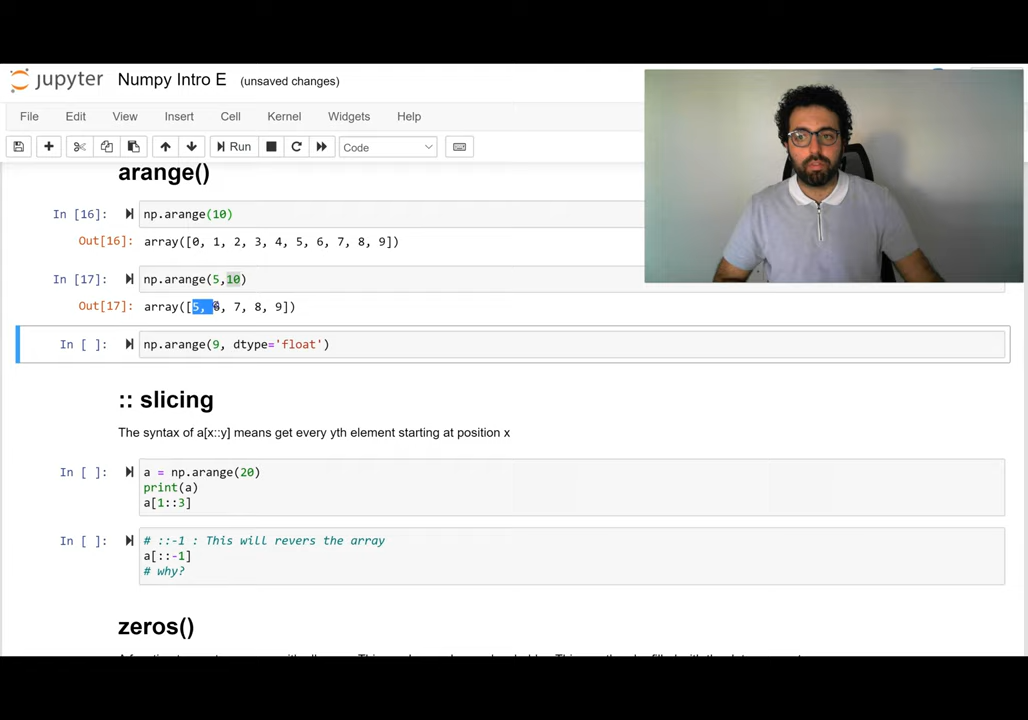 jupyter Numpy Intro E (unsaved changes)
File Edit View Insert Cell Kernel Widgets Help
Run Code
arange()
In [16]: np.arange(10)
Out[16]: array([0, 1, 2, 3, 4, 5, 6, 7, 8, 9])
In [17]: np.arange(5,10)
Out[17]: array([5, 6, 7, 8, 9])
In [ ]: np.arange(9, dtype='float')
:: slicing
The syntax of a[x::y] means get every yth element starting at position x
In [ ]: a = np.arange(20)
print(a)
a[1::3]
In [ ]: # ::-1 : This will revers the array
a[::-1]
# why?
zeros()